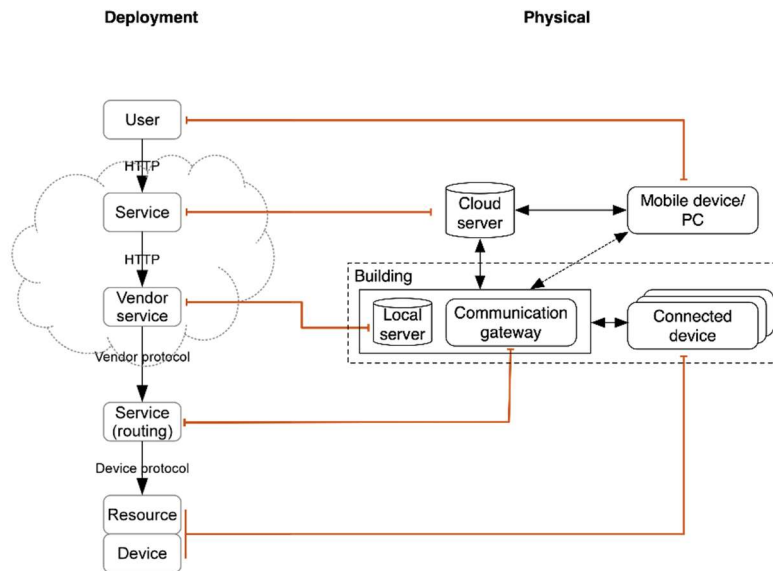 Deployment
Physical
User
HTTP
Service
Cloud
server
Mobile device/
PC
HTTP
Building
Vendor
service
Local
server
Communication
gateway
Connected
device
Vendor protocol
Service
(routing)
Device protocol
Resource
Device